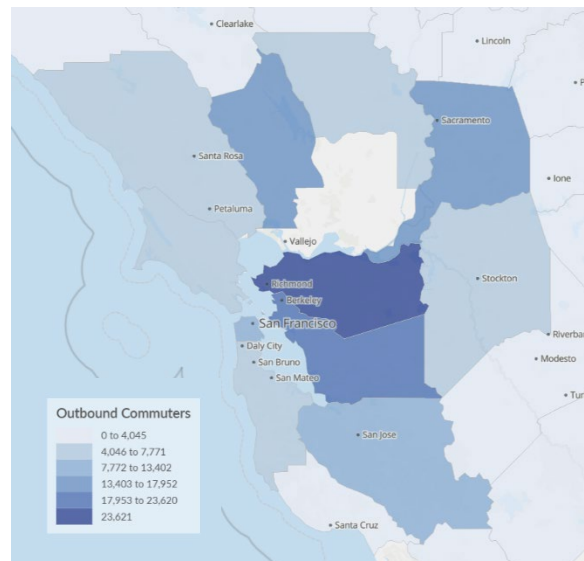 Clearlake
Lincoln
Sacramento
Santa Rosa
Ione
Petaluma
Vallejo
Stockton
Richmond
Berkeley
San Francisco
Riverba
Daly City
Modesto
San Bruno
San Mateo
Tur
Outbound Commuters
0 to 4,045
4,046 to 7,771
7,772 to 13,402
13,403 to 17,952
17,953 to 23,620
23,621
San Jose
Santa Cruz